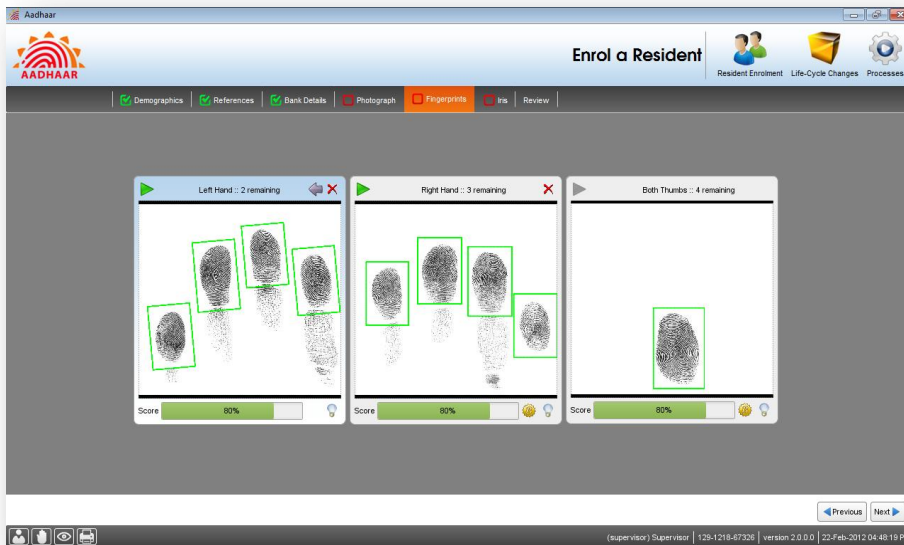 Aadhaar
AADHAAR
Enrol a Resident
Resident Enrolment
Life-Cycle Changes
Processes
Demographics
References
Bank Details
Photograph
Fingerprints
Iris
Review
Left Hand :: 2 remaining
Right Hand :: 3 remaining
Both Thumbs :: 4 remaining
Score 80%
Score 80%
Score 80%
Previous
Next
(supervisor) Supervisor 129-1218-67326 version 2.0.0.0 22-Feb-2012 04:48:19 P